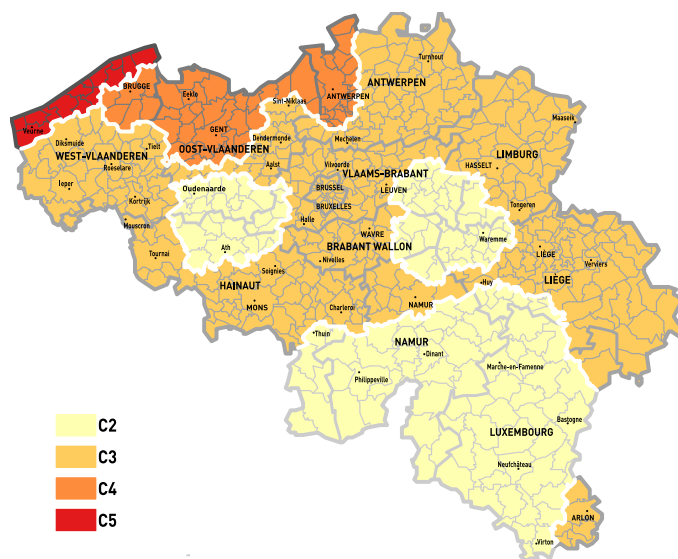 Turnhout
ANTWERPEN
BRUGGE
Eeklo
ANTWERPEN
Sint-Niklaas
Maaseik
Veurne
GENT
Diksmuide
Tielt
OOST-VLAANDEREN
Dendermonde
Mechelen
WEST-VLAANDEREN
Roeselare
Aalst
Vilvoorde
VLAAMS-BRABANT
HASSELT
LIMBURG
Ieper
Oudenaarde
BRUSSEL
LEUVEN
Kortrijk
BRUXELLES
Tongeren
Mouscron
Halle
WAVRE
Waremme
BRABANT WALLON
Ath
LIÈGE
Tournai
Nivelles
Verviers
Soignies
HAINAUT
Huy
LIÈGE
MONS
NAMUR
Charleroi
Thuin
NAMUR
Dinant
Marche-en-Famenne
Philippeville
C2
Bastogne
LUXEMBOURG
C3
Neufchâteau
C4
ARLON
C5
Virton